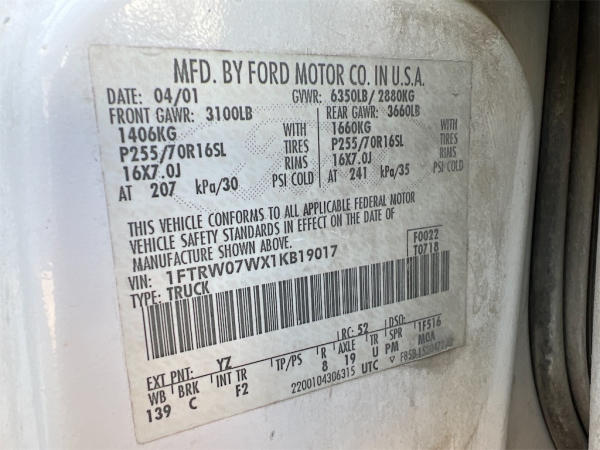 MFD. BY FORD MOTOR CO. IN U.S.A.
DATE: 04/01 GVWR: 6350LB/ 2880KG
FRONT GAWR: 3100LB REAR GAWR: 3660LB
1406KG WITH 1660KG WITH
P255/70R16SL TIRES P255/70R16SL TIRES
16X7.0J RIMS 16X7.0J RIMS
AT 207 kPa/30 PSI COLD AT 241 kPa/35 PSI COLD
THIS VEHICLE CONFORMS TO ALL APPLICABLE FEDERAL MOTOR
VEHICLE SAFETY STANDARDS IN EFFECT ON THE DATE OF
MANUFACTURE SHOWN ABOVE.
VIN: 1FTRW07WX1KB19017 F0022
TYPE: TRUCK T0718
EXT PNT: YZ RC: 52 DSO: 1F516
WB BRK INT TR TP/PS R AXLE TR SPR MOA
139 C F2 8 19 U PM
2200104306315 UTC